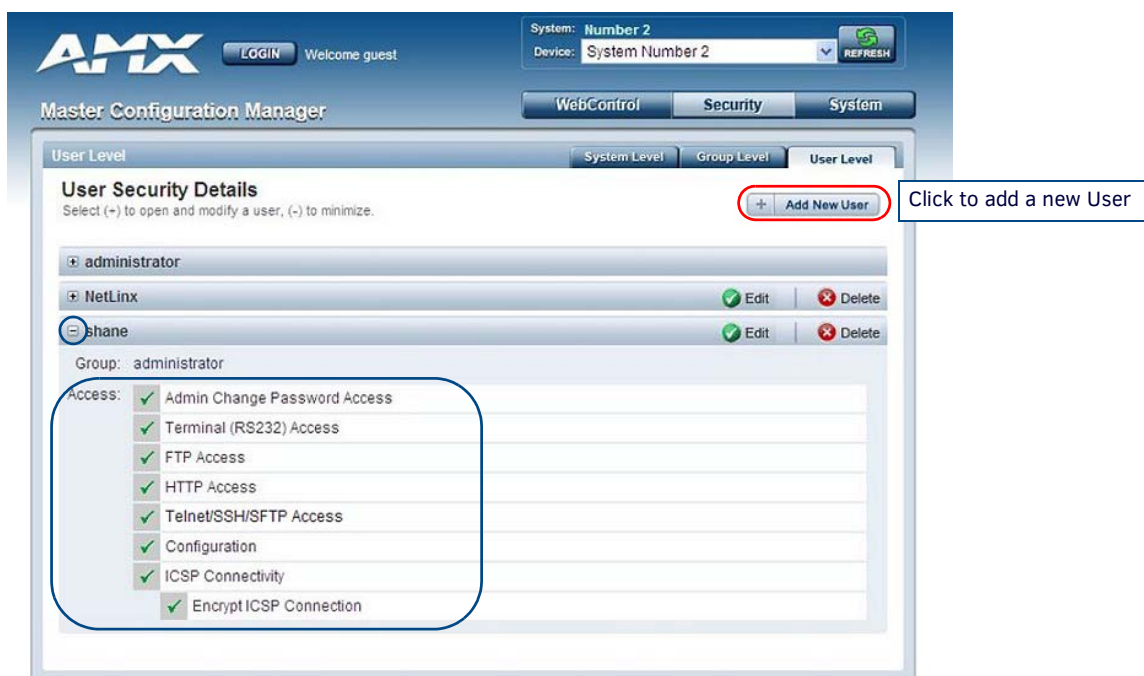 AMX
LOGIN Welcome guest
System: Number 2
Device: System Number 2
REFRESH
Master Configuration Manager
WebControl Security System
User Level
System Level Group Level User Level
User Security Details
Select (+) to open and modify a user, (-) to minimize.
+ Add New User
Click to add a new User
+ administrator
+ NetLinx Edit Delete
- shane Edit Delete
Group: administrator
Access: ✓ Admin Change Password Access
✓ Terminal (RS232) Access
✓ FTP Access
✓ HTTP Access
✓ Telnet/SSH/SFTP Access
✓ Configuration
✓ ICSP Connectivity
✓ Encrypt ICSP Connection